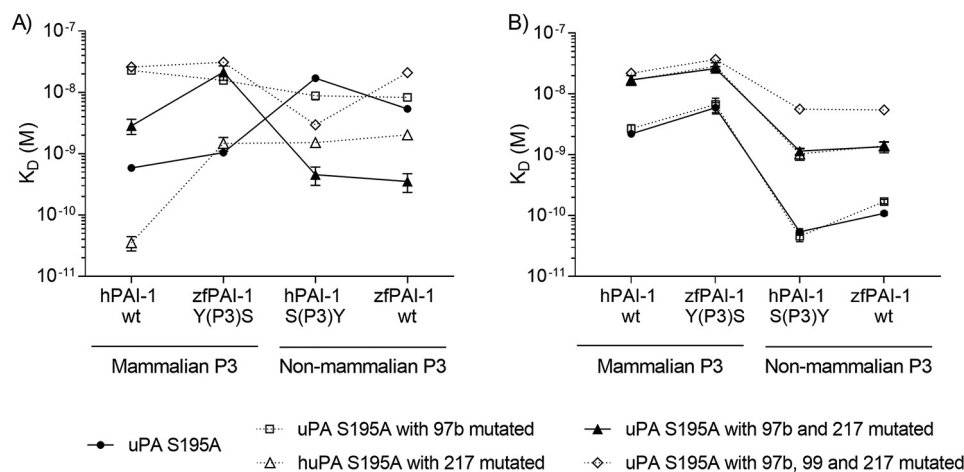 A)
B)
10-7
10-8
10-9
10-10
10-11
KD (M)
hPAI-1 zfPAI-1 hPAI-1 zfPAI-1
wt Y(P3)S S(P3)Y wt
Mammalian P3 Non-mammalian P3
10-7
10-8
10-9
10-10
10-11
KD (M)
hPAI-1 zfPAI-1 hPAI-1 zfPAI-1
wt Y(P3)S S(P3)Y wt
Mammalian P3 Non-mammalian P3
uPA S195A
uPA S195A with 97b mutated
huPA S195A with 217 mutated
uPA S195A with 97b and 217 mutated
uPA S195A with 97b, 99 and 217 mutated